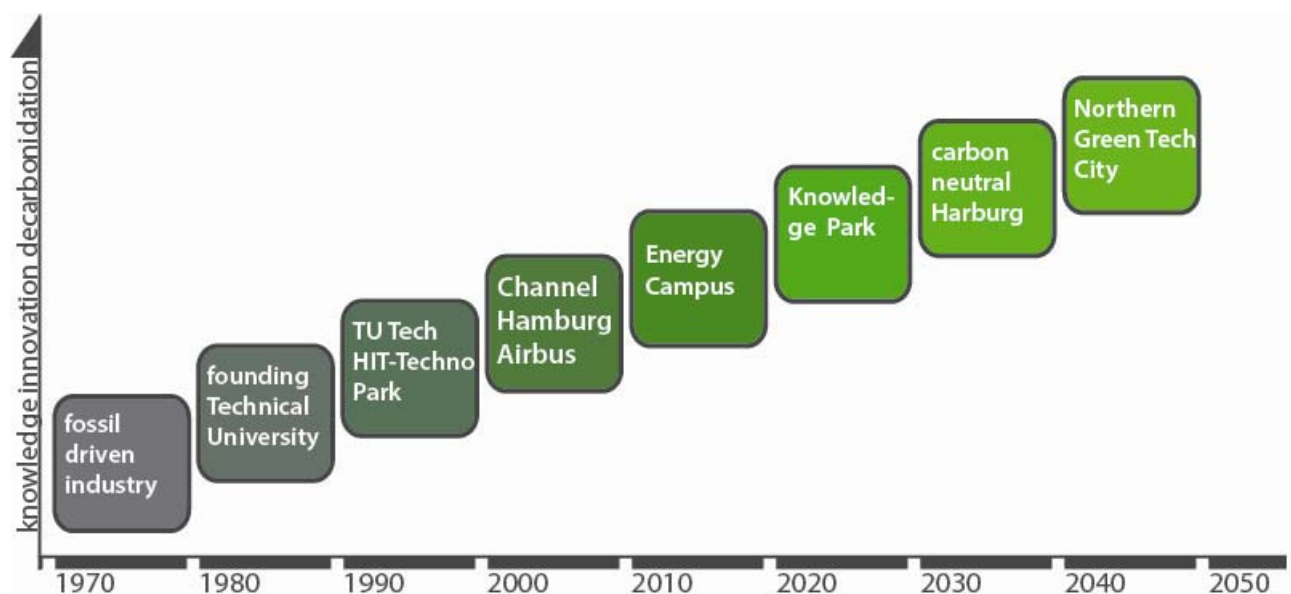 knowledge innovation decarbonidation
fossil
driven
industry
founding
Technical
University
TU Tech
HIT-Techno
Park
Channel
Hamburg
Airbus
Energy
Campus
Knowled-
ge Park
carbon
neutral
Harburg
Northern
Green Tech
City
1970 1980 1990 2000 2010 2020 2030 2040 2050